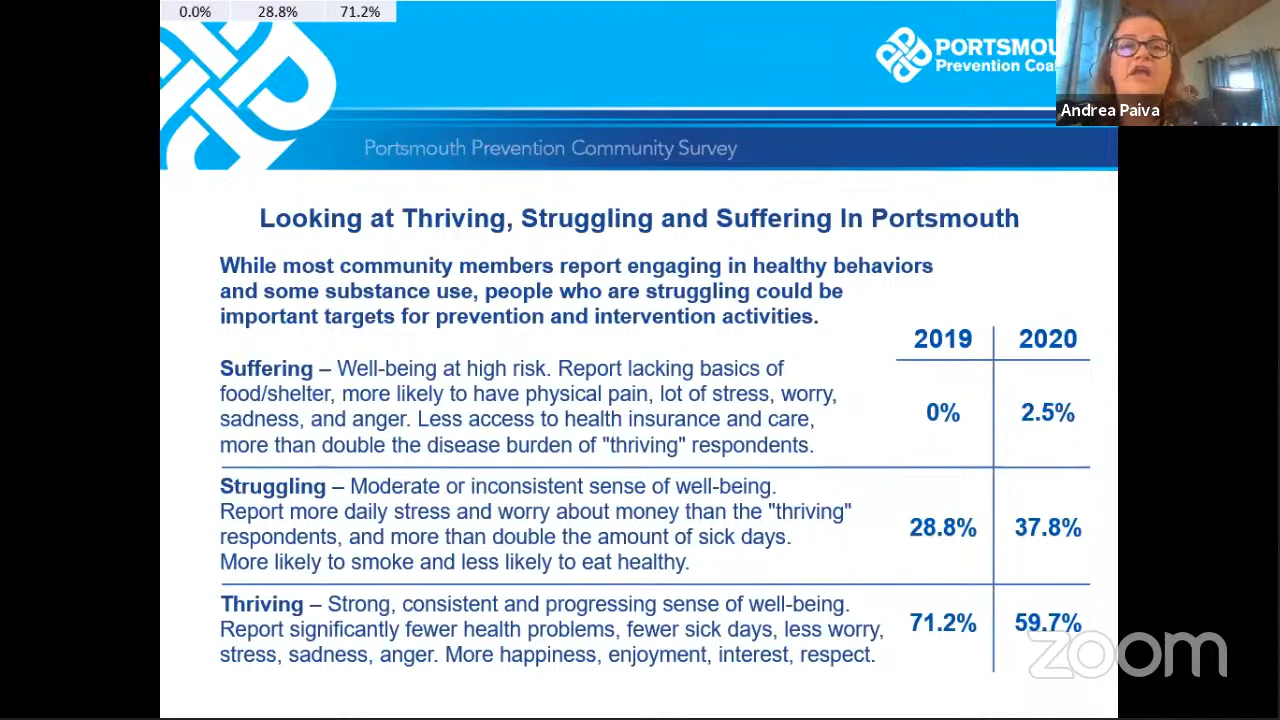 0.0% 28.8% 71.2%
PORTSMOU
Prevention Coa
Andrea Paiva
Portsmouth Prevention Community Survey
Looking at Thriving, Struggling and Suffering In Portsmouth
While most community members report engaging in healthy behaviors
and some substance use, people who are struggling could be
important targets for prevention and intervention activities.
2019 2020
Suffering – Well-being at high risk. Report lacking basics of
food/shelter, more likely to have physical pain, lot of stress, worry,
sadness, and anger. Less access to health insurance and care,
more than double the disease burden of "thriving" respondents.
0% 2.5%
Struggling – Moderate or inconsistent sense of well-being.
Report more daily stress and worry about money than the "thriving"
respondents, and more than double the amount of sick days.
More likely to smoke and less likely to eat healthy.
28.8% 37.8%
Thriving – Strong, consistent and progressing sense of well-being.
Report significantly fewer health problems, fewer sick days, less worry,
stress, sadness, anger. More happiness, enjoyment, interest, respect.
71.2% 59.7%
zoom